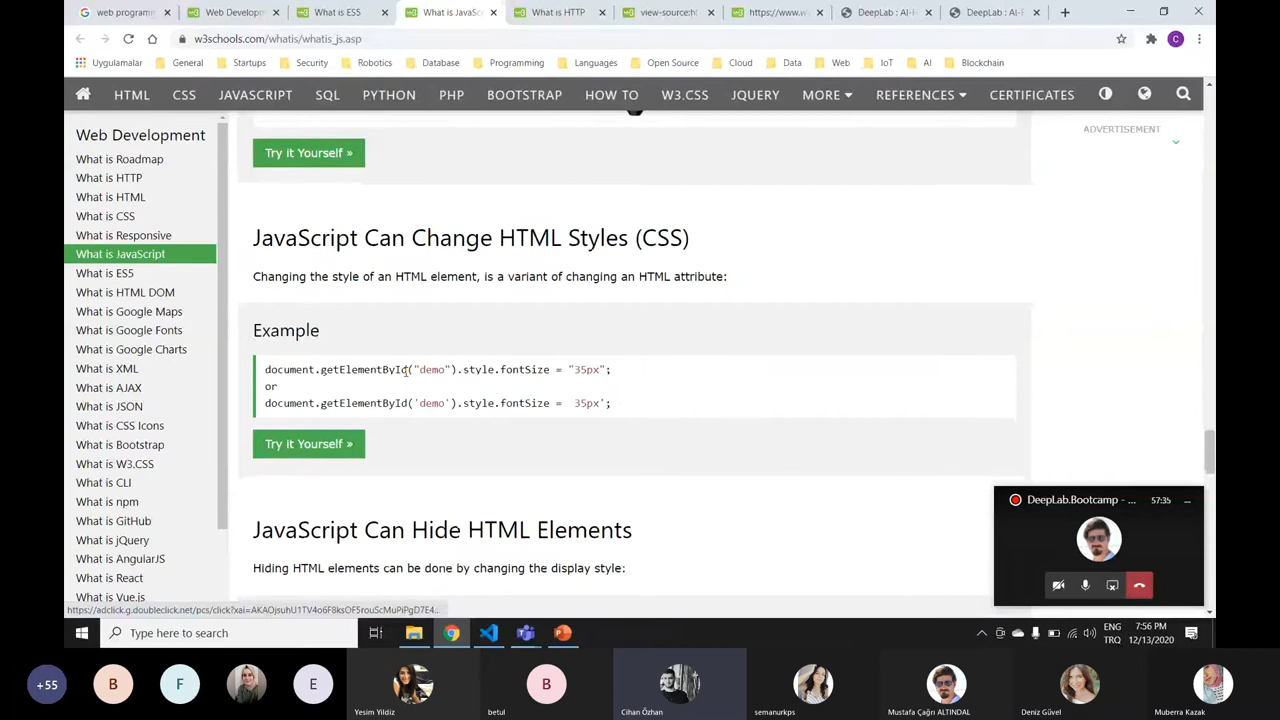 web programı
Web Developm
What is ES5
What is JavaSc
What is HTTP
view-source:h
https://www.w
DeepLab : AI-R
DeepLab : AI-F
w3schools.com/whatis/whatis_js.asp
Uygulamalar
General
Startups
Security
Robotics
Database
Programming
Languages
Open Source
Cloud
Data
Web
IoT
AI
Blockchain
HTML
CSS
JAVASCRIPT
SQL
PYTHON
PHP
BOOTSTRAP
HOW TO
W3.CSS
JQUERY
MORE
REFERENCES
CERTIFICATES
Web Development
What is Roadmap
What is HTTP
What is HTML
What is CSS
What is Responsive
What is JavaScript
What is ES5
What is HTML DOM
What is Google Maps
What is Google Fonts
What is Google Charts
What is XML
What is AJAX
What is JSON
What is CSS Icons
What is Bootstrap
What is W3.CSS
What is CLI
What is npm
What is GitHub
What is jQuery
What is AngularJS
What is React
What is Vue.js
ADVERTISEMENT
Try it Yourself »
JavaScript Can Change HTML Styles (CSS)
Changing the style of an HTML element, is a variant of changing an HTML attribute:
Example
document.getElementById("demo").style.fontSize = "35px";
or
document.getElementById('demo').style.fontSize = 35px';
Try it Yourself »
JavaScript Can Hide HTML Elements
Hiding HTML elements can be done by changing the display style:
DeepLab.Bootcamp - ...
57:35
Type here to search
ENG
TRQ
7:56 PM
12/13/2020
+55
B
F
E
Yesim Yildiz
B
betul
Cihan Özhan
semanurkps
Mustafa Çağrı ALTINDAL
Deniz Güvel
Muberra Kazak